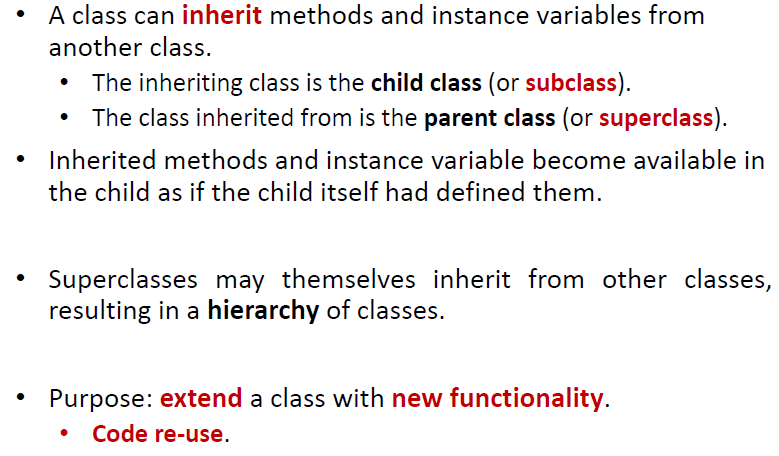 • A class can inherit methods and instance variables from
another class.
• The inheriting class is the child class (or subclass).
• The class inherited from is the parent class (or superclass).
• Inherited methods and instance variable become available in
the child as if the child itself had defined them.
• Superclasses may themselves inherit from other classes,
resulting in a hierarchy of classes.
• Purpose: extend a class with new functionality.
• Code re-use.